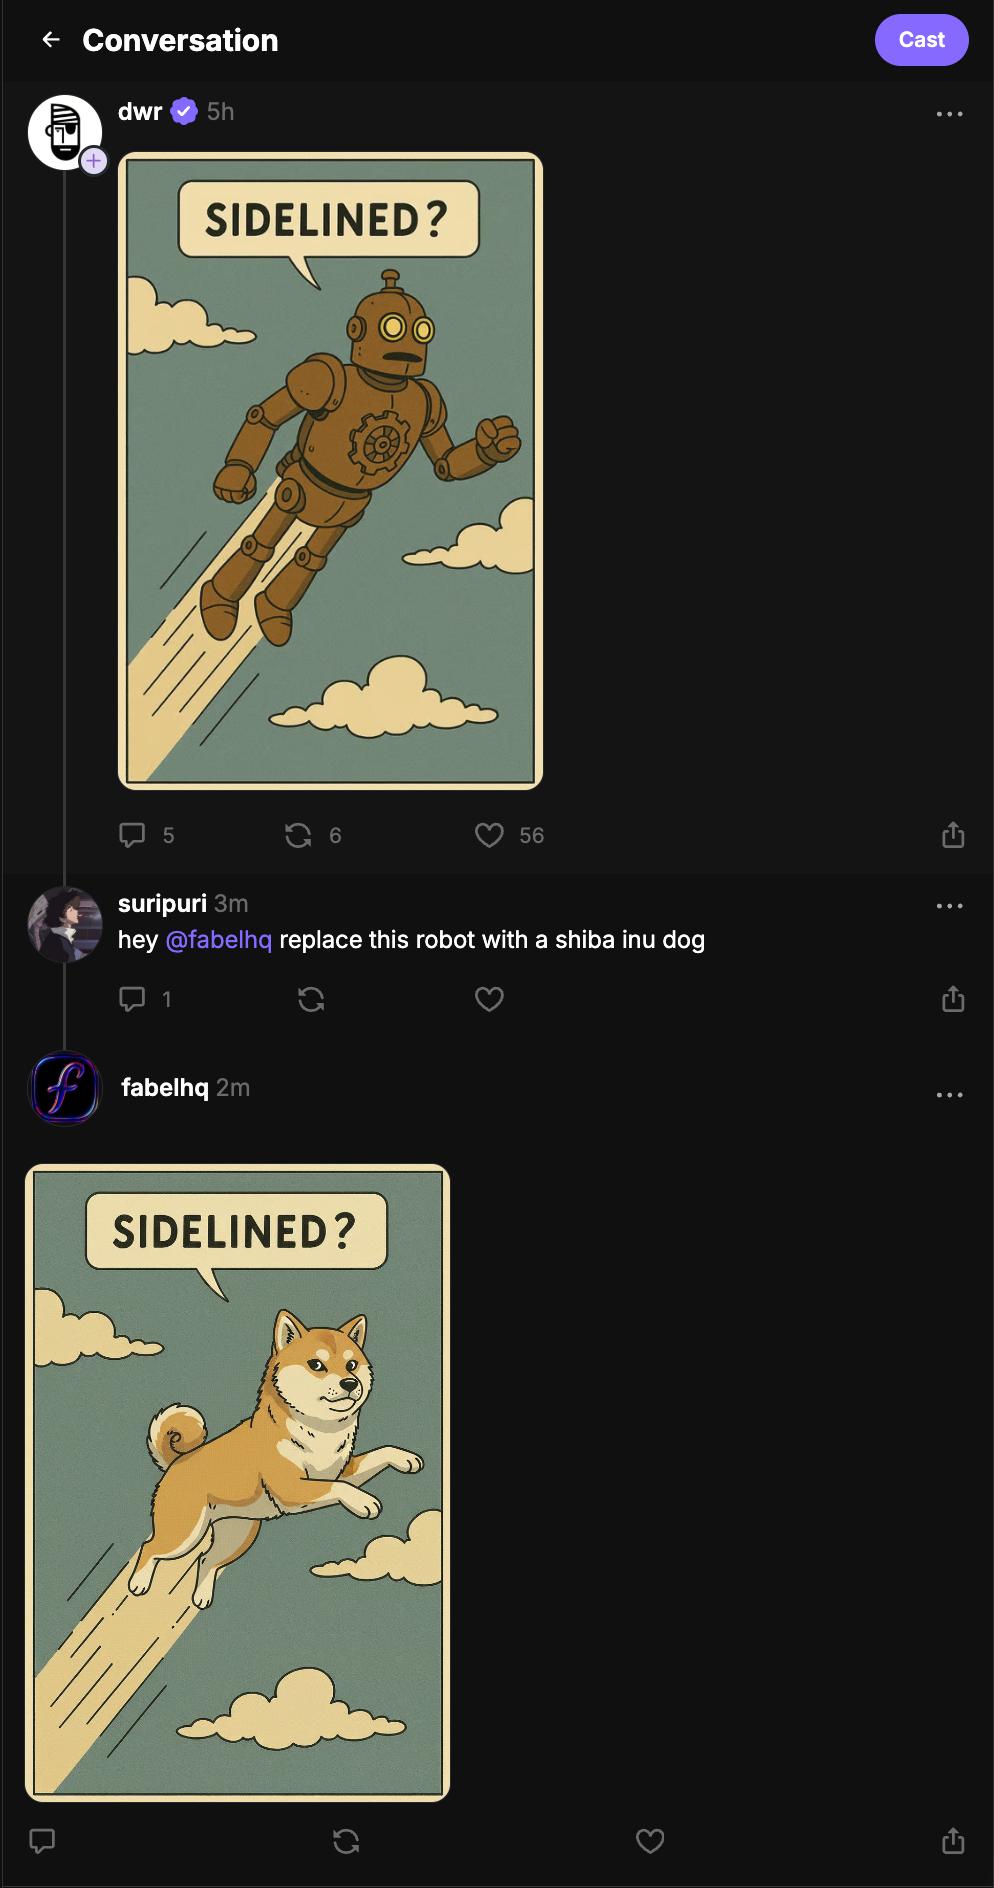 Conversation
Cast
dwr 5h
SIDELINED?
5 6 56
suripuri 3m
hey @fabelhq replace this robot with a shiba inu dog
1
f
fabelhq 2m
SIDELINED?